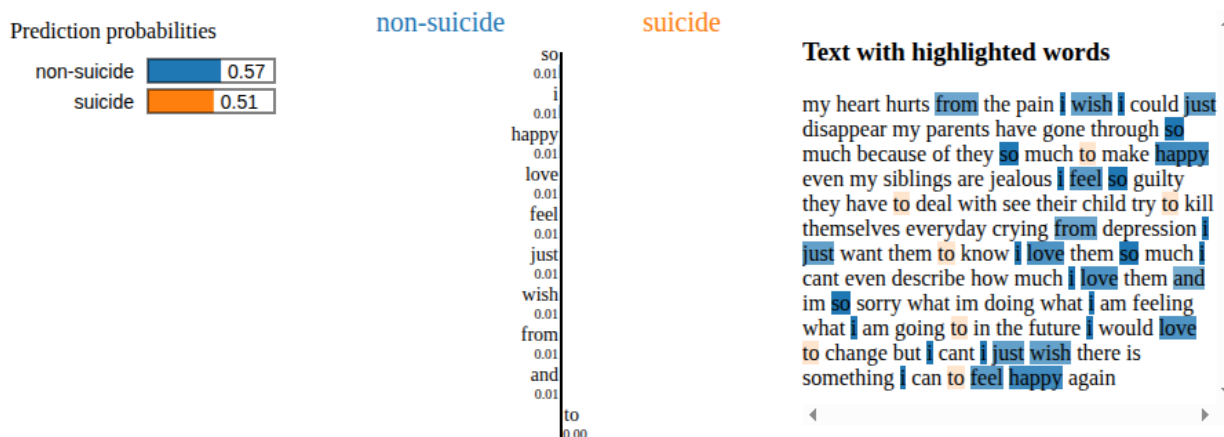 Prediction probabilities
non-suicide 0.57
suicide 0.51
non-suicide suicide
so
0.01
i
0.01
happy
0.01
love
0.01
feel
0.01
just
0.01
wish
0.01
from
0.01
and
0.01
to
0.00
Text with highlighted words
my heart hurts from the pain i wish i could just
disappear my parents have gone through so
much because of they so much to make happy
even my siblings are jealous i feel so guilty
they have to deal with see their child try to kill
themselves everyday crying from depression i
just want them to know i love them so much i
cant even describe how much i love them and
im so sorry what im doing what i am feeling
what i am going to in the future i would love
to change but i cant i just wish there is
something i can to feel happy again